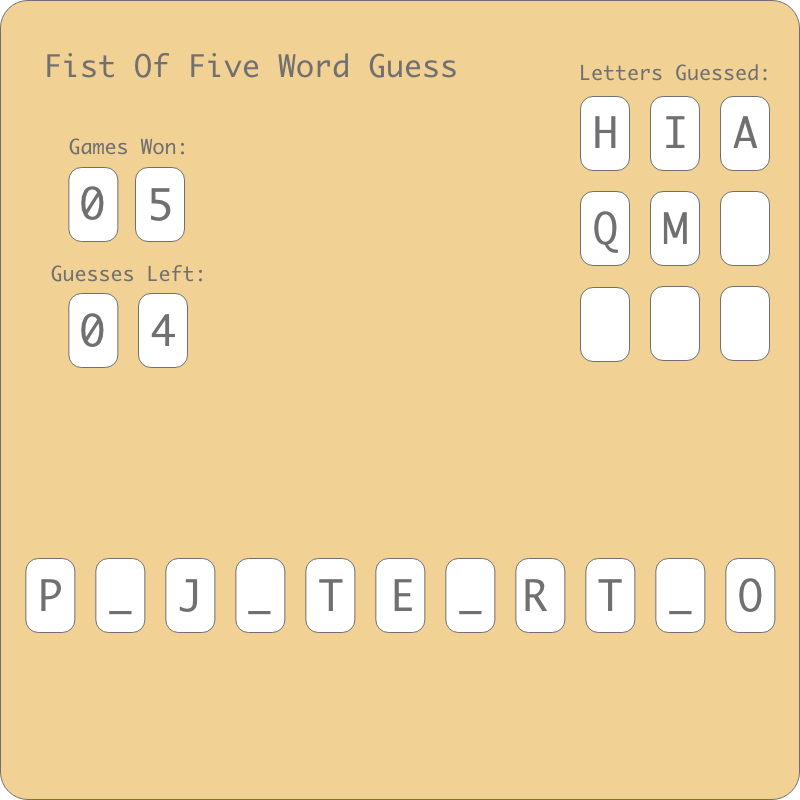 Fist Of Five Word Guess
Letters Guessed:
H I A
Games Won:
0 5
Q M
Guesses Left:
0 4
P _ J _ T E _ R T _ O